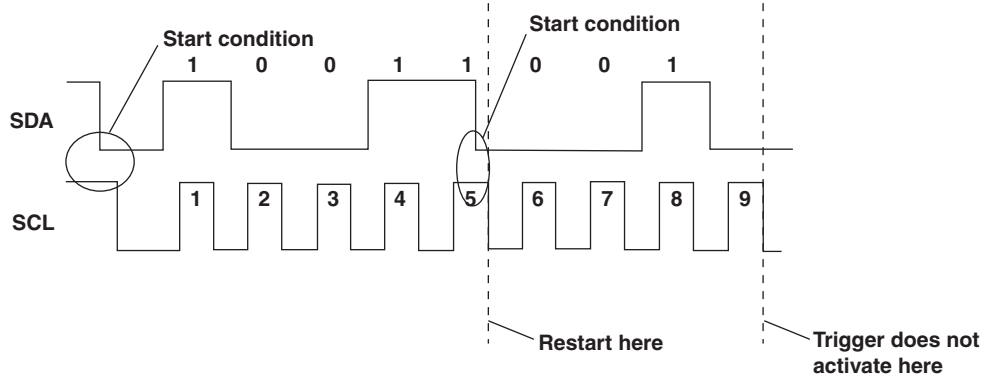 Start condition
Start condition
1 0 0 1 1 0 0 1
SDA
1 2 3 4 5 6 7 8 9
SCL
Restart here
Trigger does not
activate here